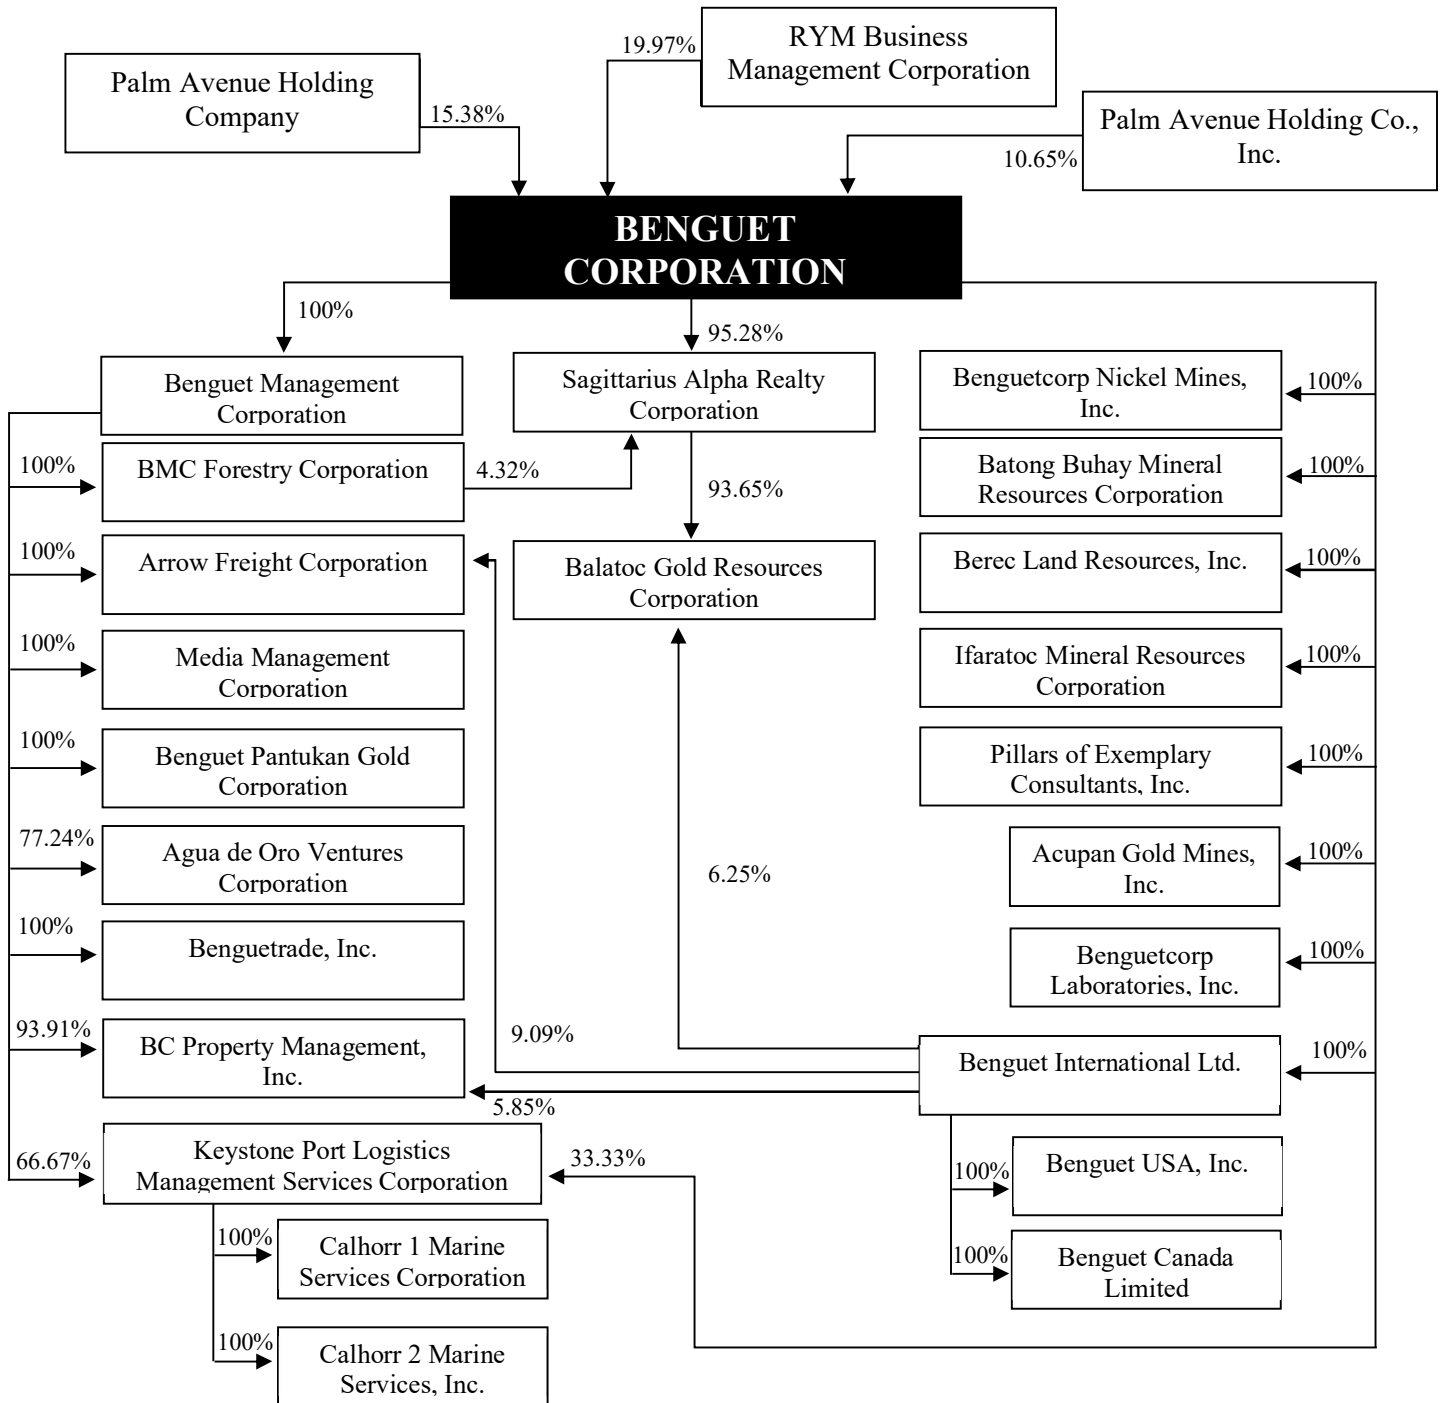 RYM Business
Management Corporation
19.97%
Palm Avenue Holding
Company
15.38%
Palm Avenue Holding Co.,
Inc.
10.65%
BENGUET
CORPORATION
100%
95.28%
Benguet Management
Corporation
Sagittarius Alpha Realty
Corporation
Benguetcorp Nickel Mines,
Inc.
100%
100%
BMC Forestry Corporation
4.32%
93.65%
Batong Buhay Mineral
Resources Corporation
100%
100%
Arrow Freight Corporation
Balatoc Gold Resources
Corporation
Berec Land Resources, Inc.
100%
100%
Media Management
Corporation
Ifaratoc Mineral Resources
Corporation
100%
100%
Benguet Pantukan Gold
Corporation
Pillars of Exemplary
Consultants, Inc.
100%
77.24%
Agua de Oro Ventures
Corporation
6.25%
Acupan Gold Mines,
Inc.
100%
100%
Benguetrade, Inc.
Benguetcorp
Laboratories, Inc.
100%
93.91%
BC Property Management,
Inc.
9.09%
5.85%
Benguet International Ltd.
100%
66.67%
Keystone Port Logistics
Management Services Corporation
33.33%
100%
Benguet USA, Inc.
100%
Calhorr 1 Marine
Services Corporation
100%
Benguet Canada
Limited
100%
Calhorr 2 Marine
Services, Inc.